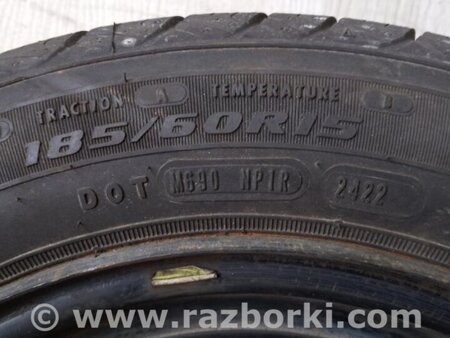 TRACTION A TEMPERATURE B
185/60R15
DOT M690 NP1R 2422
© www.razborki.com